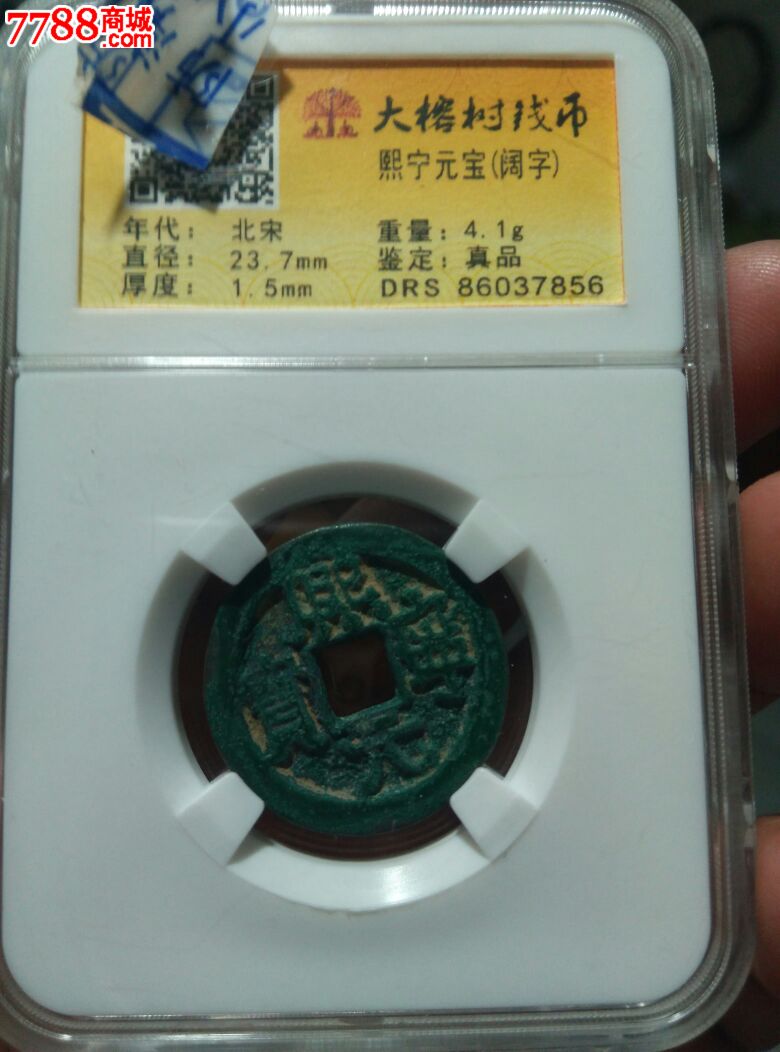 7788商城
.com
大榕树钱币
熙宁元宝(阔字)
年代: 北宋
重量: 4.1g
直径: 23.7mm
鉴定: 真品
厚度: 1.5mm
DRS 86037856
熙寧元寶